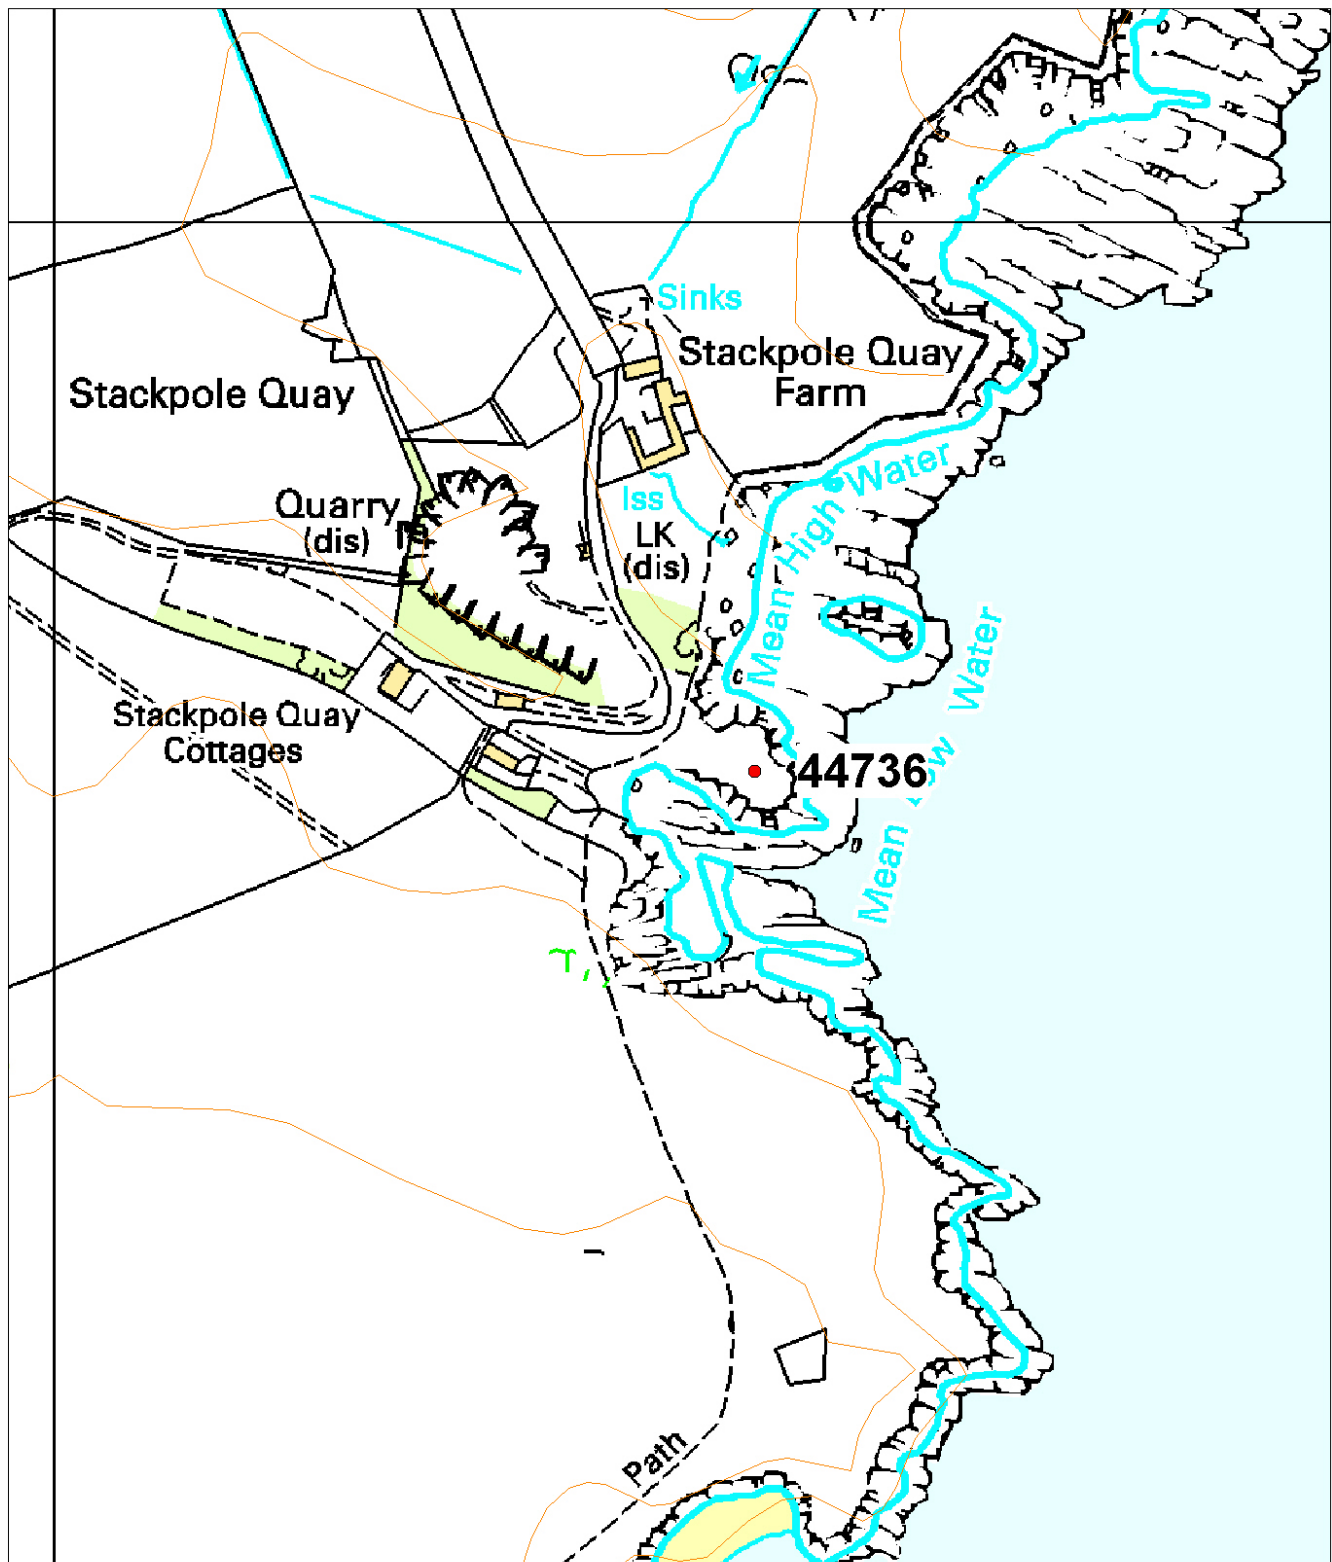 Sinks
Stackpole Quay
Farm
Stackpole Quay
Mean High Water
Quarry
(dis)
Iss
LK
(dis)
Mean Low Water
Stackpole Quay
Cottages
44736
Path